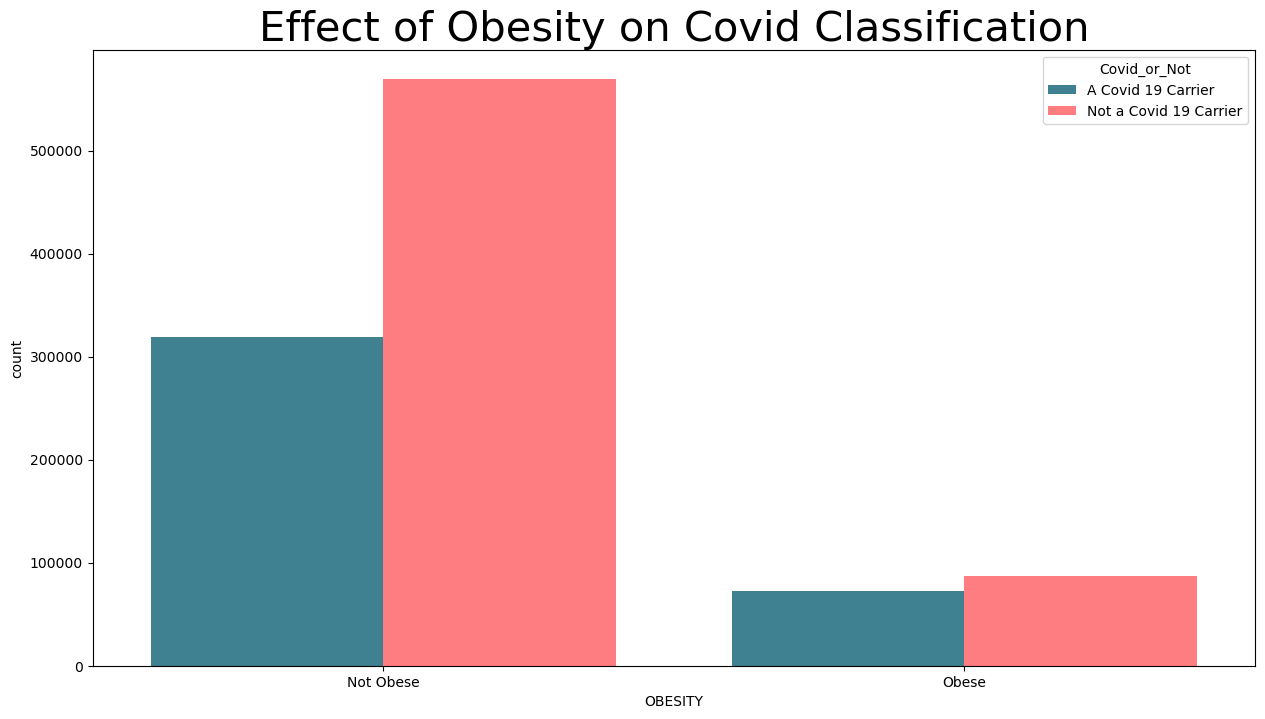 Effect of Obesity on Covid Classification
Covid_or_Not
A Covid 19 Carrier
Not a Covid 19 Carrier
500000
400000
300000
200000
100000
0
count
Not Obese
Obese
OBESITY